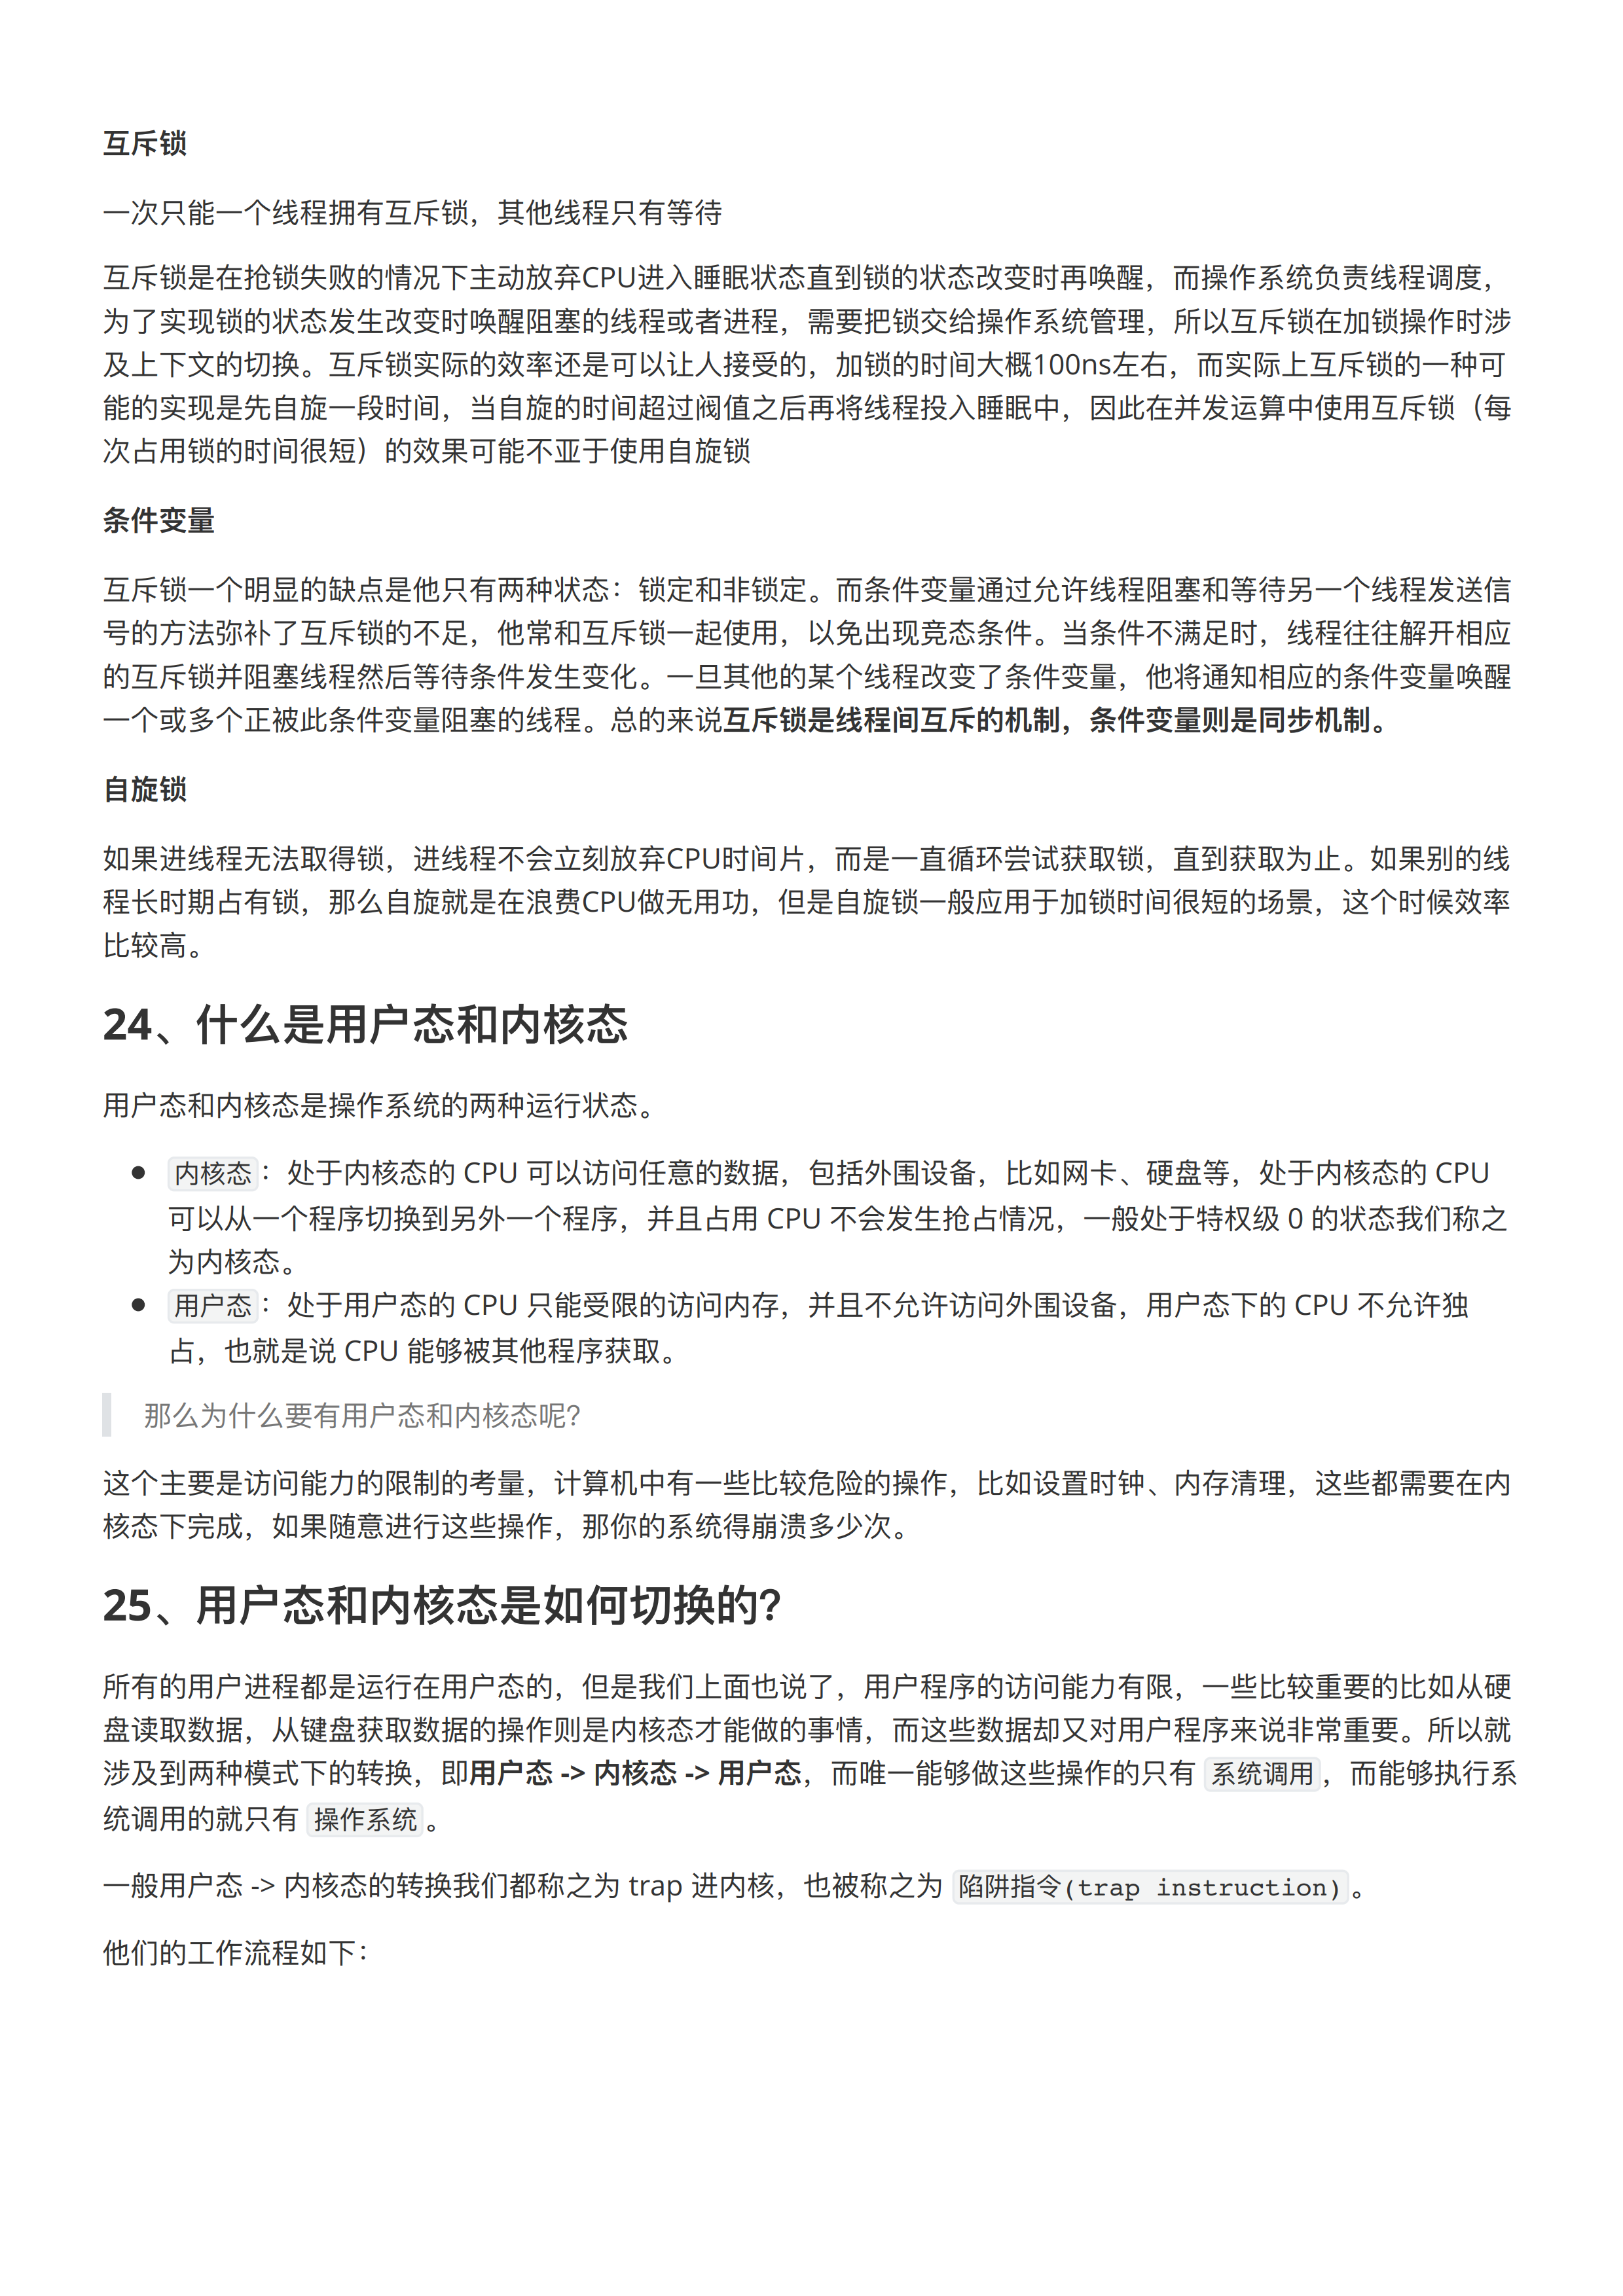 互斥锁
一次只能一个线程拥有互斥锁，其他线程只有等待
互斥锁是在抢锁失败的情况下主动放弃CPU进入睡眠状态直到锁的状态改变时再唤醒，而操作系统负责线程调度，
为了实现锁的状态发生改变时唤醒阻塞的线程或者进程，需要把锁交给操作系统管理，所以互斥锁在加锁操作时涉
及上下文的切换。互斥锁实际的效率还是可以让人接受的，加锁的时间大概100ns左右，而实际上互斥锁的一种可
能的实现是先自旋一段时间，当自旋的时间超过阀值之后再将线程投入睡眠中，因此在并发运算中使用互斥锁（每
次占用锁的时间很短）的效果可能不亚于使用自旋锁
条件变量
互斥锁一个明显的缺点是他只有两种状态：锁定和非锁定。而条件变量通过允许线程阻塞和等待另一个线程发送信
号的方法弥补了互斥锁的不足，他常和互斥锁一起使用，以免出现竞态条件。当条件不满足时，线程往往解开相应
的互斥锁并阻塞线程然后等待条件发生变化。一旦其他的某个线程改变了条件变量，他将通知相应的条件变量唤醒
一个或多个正被此条件变量阻塞的线程。总的来说互斥锁是线程间互斥的机制，条件变量则是同步机制。
自旋锁
如果进线程无法取得锁，进线程不会立刻放弃CPU时间片，而是一直循环尝试获取锁，直到获取为止。如果别的线
程长时期占有锁，那么自旋就是在浪费CPU做无用功，但是自旋锁一般应用于加锁时间很短的场景，这个时候效率
比较高。
24、什么是用户态和内核态
用户态和内核态是操作系统的两种运行状态。
● 内核态：处于内核态的 CPU 可以访问任意的数据，包括外围设备，比如网卡、硬盘等，处于内核态的 CPU
可以从一个程序切换到另外一个程序，并且占用 CPU 不会发生抢占情况，一般处于特权级 0 的状态我们称之
为内核态。
● 用户态：处于用户态的 CPU 只能受限的访问内存，并且不允许访问外围设备，用户态下的 CPU 不允许独
占，也就是说 CPU 能够被其他程序获取。
那么为什么要有用户态和内核态呢？
这个主要是访问能力的限制的考量，计算机中有一些比较危险的操作，比如设置时钟、内存清理，这些都需要在内
核态下完成，如果随意进行这些操作，那你的系统得崩溃多少次。
25、用户态和内核态是如何切换的？
所有的用户进程都是运行在用户态的，但是我们上面也说了，用户程序的访问能力有限，一些比较重要的比如从硬
盘读取数据，从键盘获取数据的操作则是内核态才能做的事情，而这些数据却又对用户程序来说非常重要。所以就
涉及到两种模式下的转换，即用户态 -> 内核态 -> 用户态，而唯一能够做这些操作的只有 系统调用，而能够执行系
统调用的就只有 操作系统。
一般用户态 -> 内核态的转换我们都称之为 trap 进内核，也被称之为 陷阱指令(trap instruction)。
他们的工作流程如下：